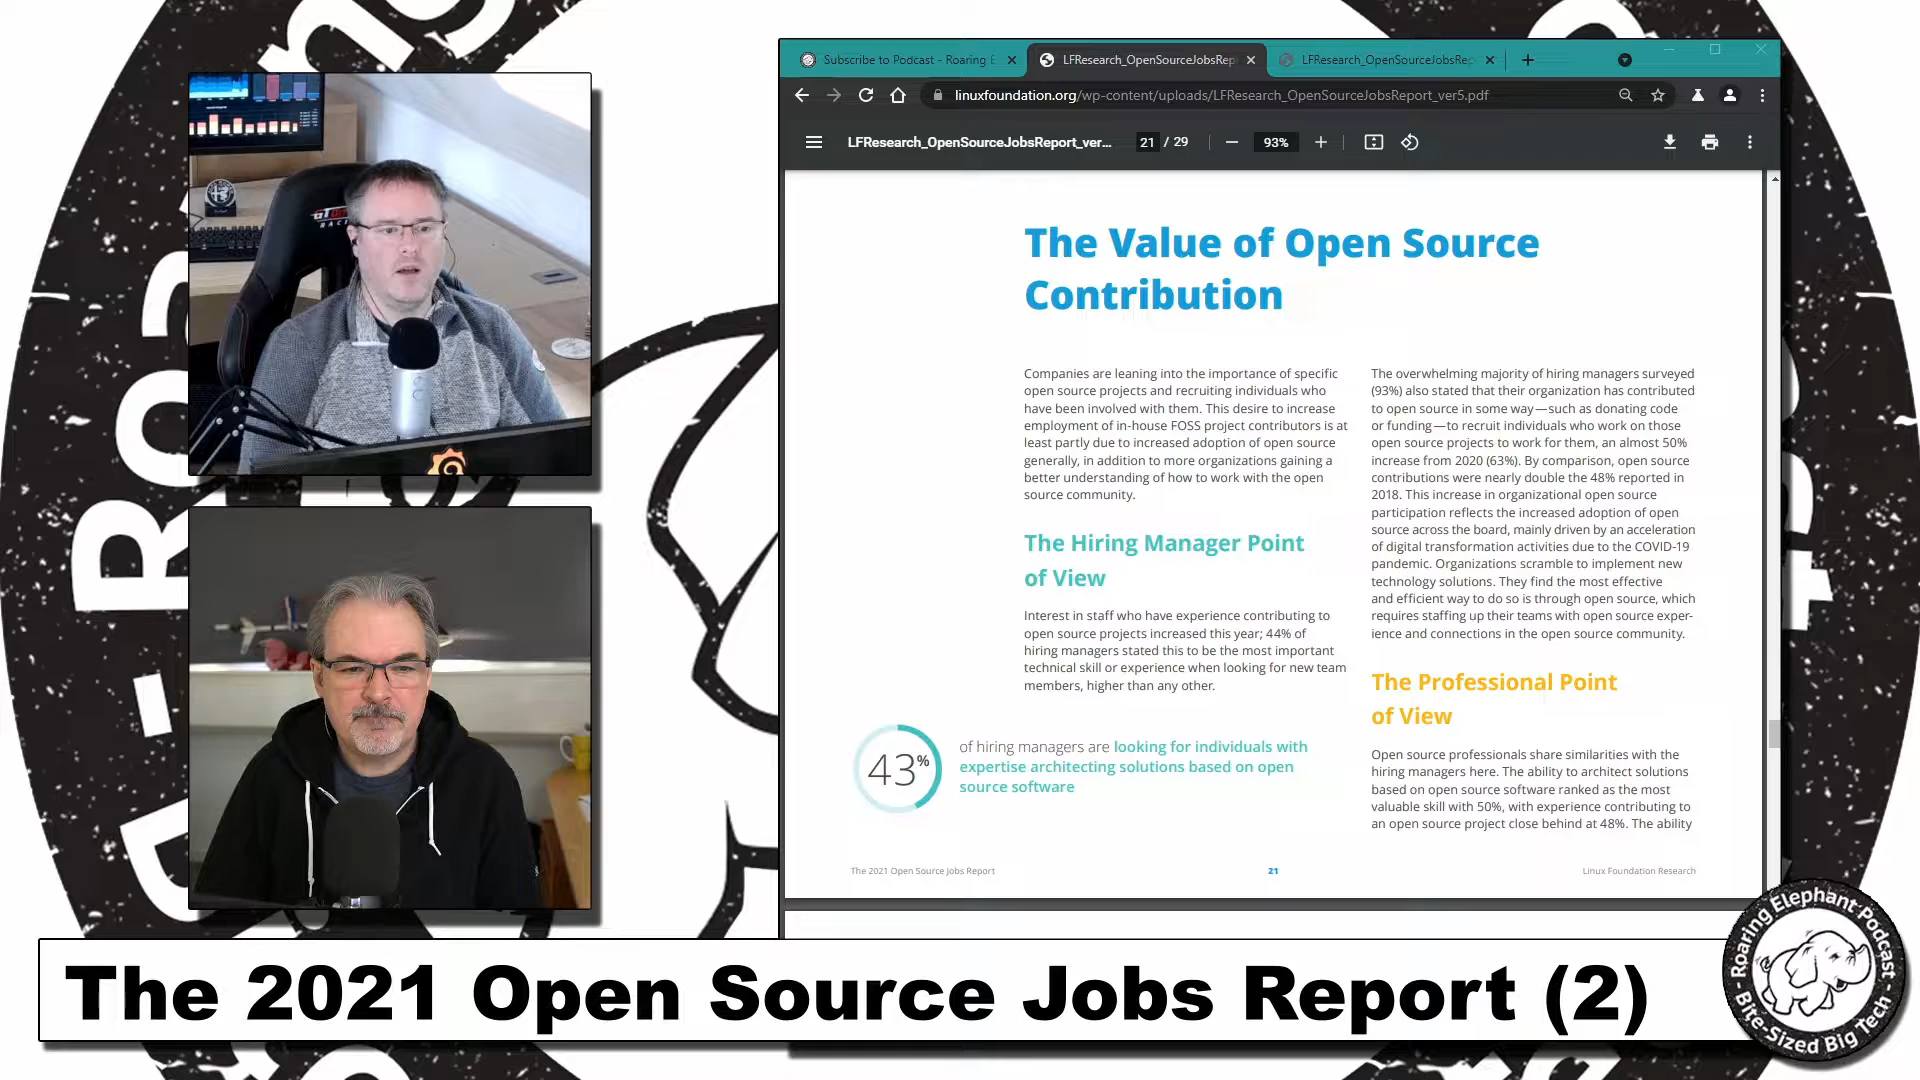 Subscribe to Podcast - Roaring E
LFResearch_OpenSourceJobsRep
LFResearch_OpenSourceJobsRep
linuxfoundation.org/wp-content/uploads/LFResearch_OpenSourceJobsReport_ver5.pdf
LFResearch_OpenSourceJobsReport_ver...
21 / 29
93%
The Value of Open Source
Contribution
Companies are leaning into the importance of specific
open source projects and recruiting individuals who
have been involved with them. This desire to increase
employment of in-house FOSS project contributors is at
least partly due to increased adoption of open source
generally, in addition to more organizations gaining a
better understanding of how to work with the open
source community.
The Hiring Manager Point
of View
Interest in staff who have experience contributing to
open source projects increased this year; 44% of
hiring managers stated this to be the most important
technical skill or experience when looking for new team
members, higher than any other.
43%
of hiring managers are looking for individuals with
expertise architecting solutions based on open
source software
The overwhelming majority of hiring managers surveyed
(93%) also stated that their organization has contributed
to open source in some way—such as donating code
or funding—to recruit individuals who work on those
open source projects to work for them, an almost 50%
increase from 2020 (63%). By comparison, open source
contributions were nearly double the 48% reported in
2018. This increase in organizational open source
participation reflects the increased adoption of open
source across the board, mainly driven by an acceleration
of digital transformation activities due to the COVID-19
pandemic. Organizations scramble to implement new
technology solutions. They find the most effective
and efficient way to do so is through open source, which
requires staffing up their teams with open source exper-
ience and connections in the open source community.
The Professional Point
of View
Open source professionals share similarities with the
hiring managers here. The ability to architect solutions
based on open source software ranked as the most
valuable skill with 50%, with experience contributing to
an open source project close behind at 48%. The ability
The 2021 Open Source Jobs Report
21
Linux Foundation Research
The 2021 Open Source Jobs Report (2)
Roaring Elephant Podcast
- Bite-Sized Big Tech -